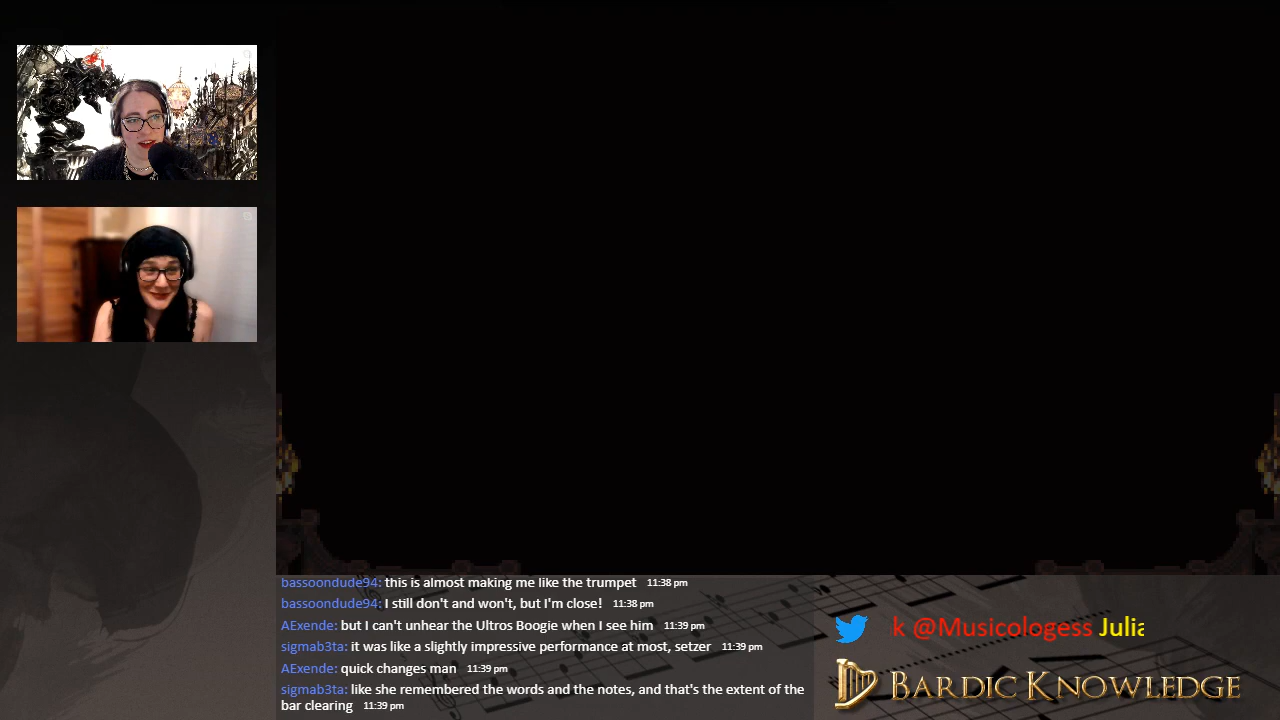 bassoondude94: this is almost making me like the trumpet 11:38 pm
bassoondude94: I still don't and won't, but I'm close! 11:38 pm
AExende: but I can't unhear the Ultros Boogie when I see him 11:39 pm
sigmab3ta: it was like a slightly impressive performance at most, setzer 11:39 pm
AExende: quick changes man 11:39 pm
sigmab3ta: like she remembered the words and the notes, and that's the extent of the
bar clearing 11:39 pm
k @Musicologess Julia
BARDIC KNOWLEDGE